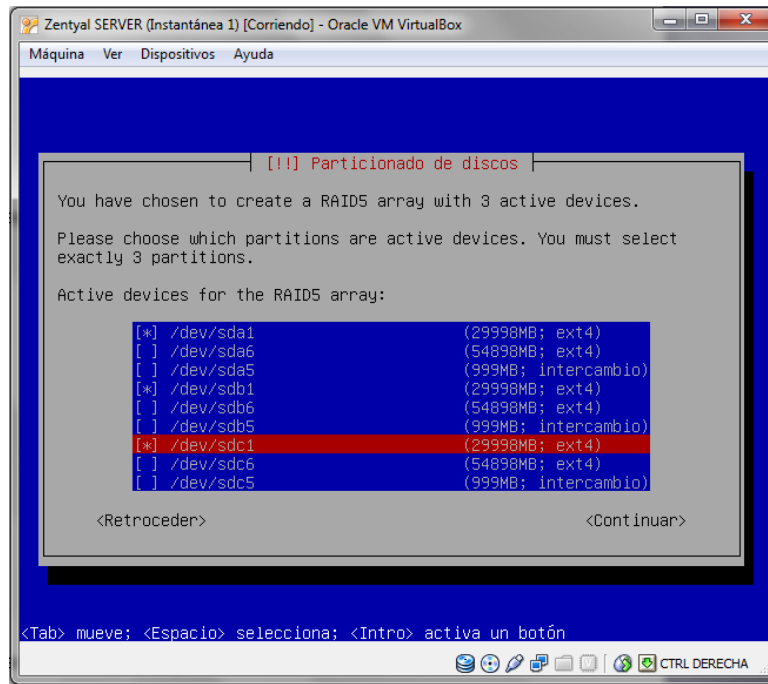 Zentyal SERVER (Instantánea 1) [Corriendo] - Oracle VM VirtualBox
Máquina Ver Dispositivos Ayuda
[!!] Particionado de discos
You have chosen to create a RAID5 array with 3 active devices.
Please choose which partitions are active devices. You must select
exactly 3 partitions.
Active devices for the RAID5 array:
[*] /dev/sda1 (29998MB; ext4)
[ ] /dev/sda6 (54898MB; ext4)
[ ] /dev/sda5 (999MB; intercambio)
[*] /dev/sdb1 (29998MB; ext4)
[ ] /dev/sdb6 (54898MB; ext4)
[ ] /dev/sdb5 (999MB; intercambio)
[*] /dev/sdc1 (29998MB; ext4)
[ ] /dev/sdc6 (54898MB; ext4)
[ ] /dev/sdc5 (999MB; intercambio)
<Retroceder> <Continuar>
<Tab> mueve; <Espacio> selecciona; <Intro> activa un botón
CTRL DERECHA